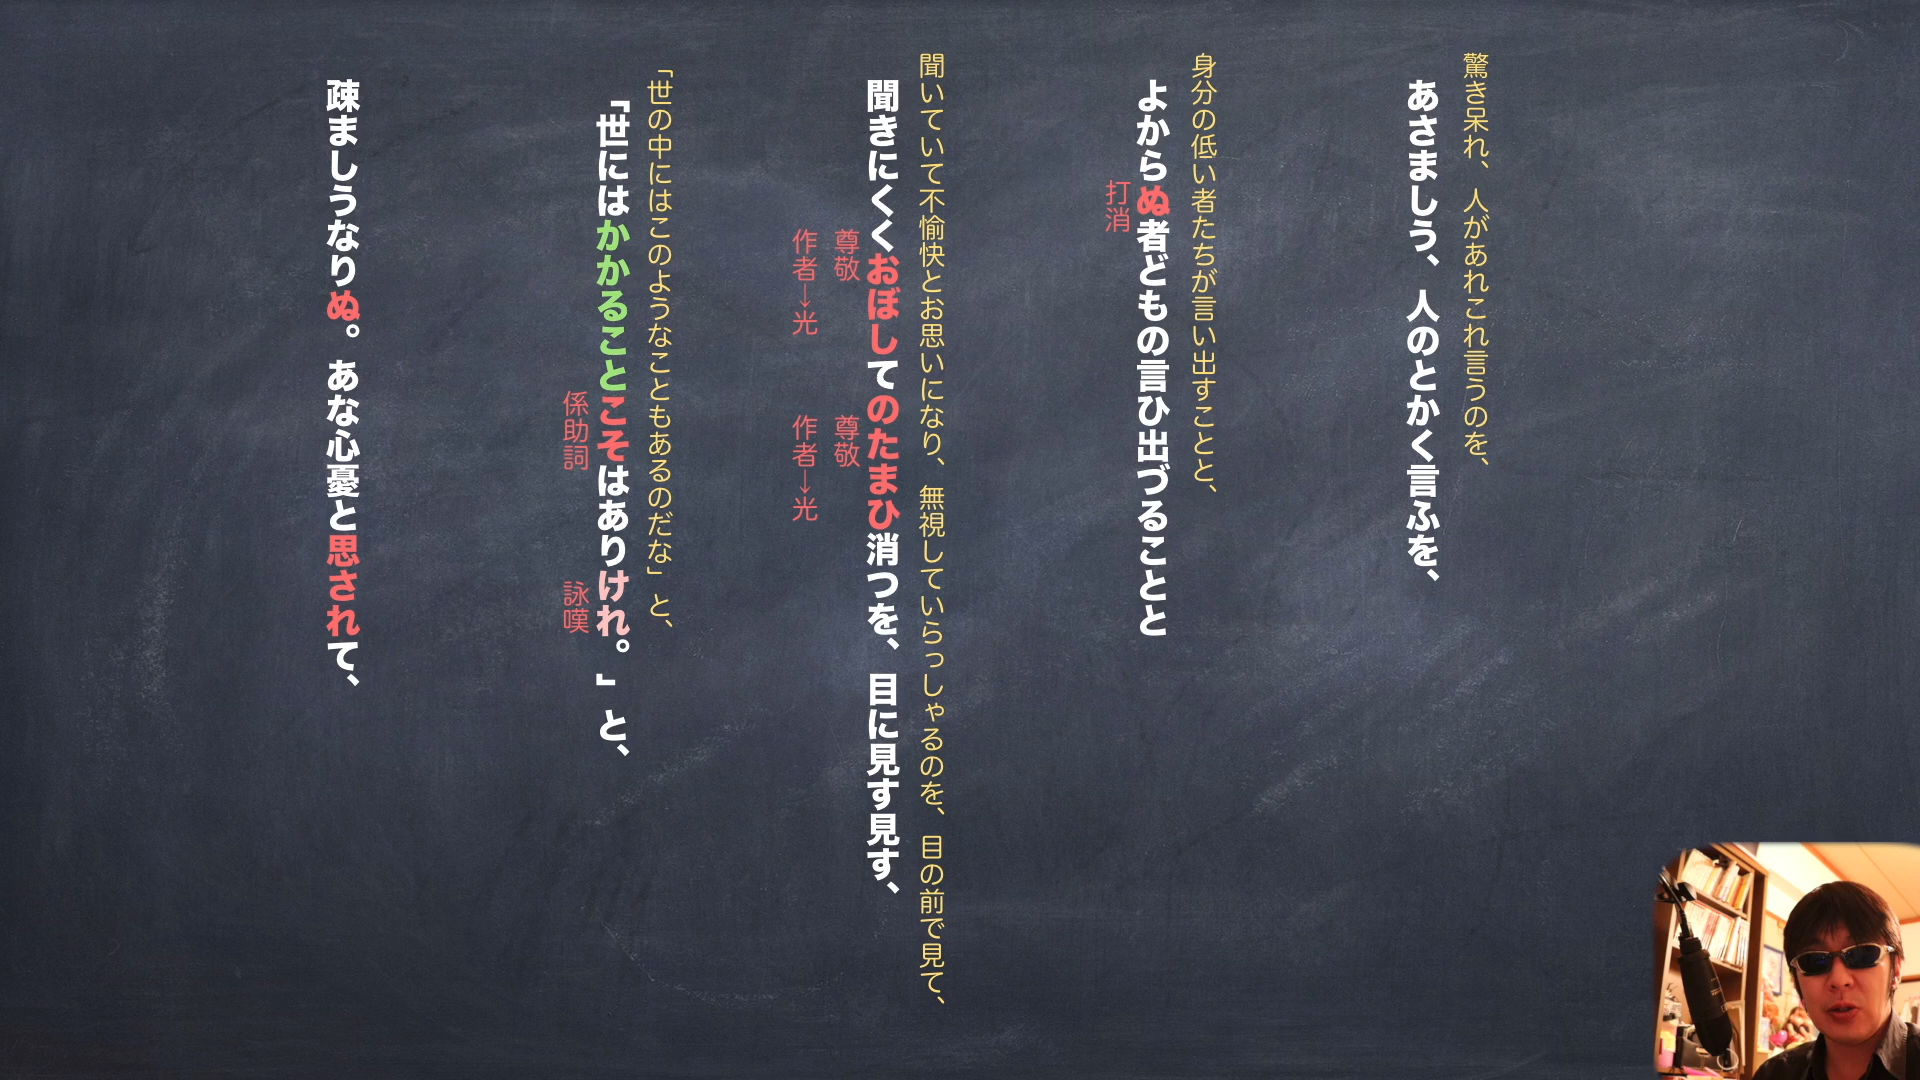 驚き呆れ、人があれこれ言うのを、
あさましう、人のとかく言ふを、
身分の低い者たちが言い出すことと、
よからぬ者どもの言ひ出づることと
打消
聞いていて不愉快とお思いになり、無視していらっしゃるのを、目の前で見て、
聞きにくくおぼしてのたまひ消つを、目に見す見す、
尊敬
作者→光
尊敬
作者→光
「世の中にはこのようなこともあるのだな」と、
「世にはかかることこそはありけれ。」と、
係助詞
詠嘆
疎ましうなりぬ。あな心憂と思されて、